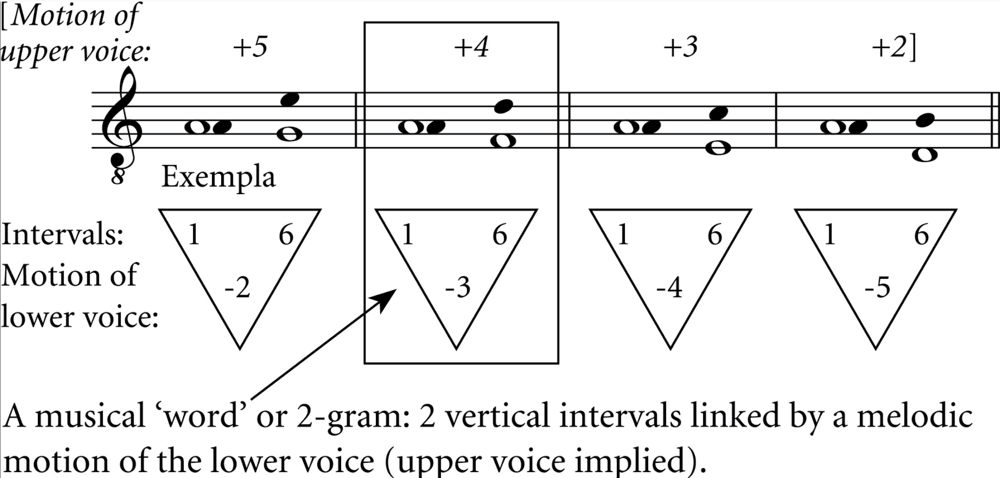 [Motion of
upper voice: +5 +4 +3 +2]
8
Exempla
Intervals: 1 6 1 6 1 6 1 6
Motion of
lower voice: -2 -3 -4 -5
A musical ‘word’ or 2-gram: 2 vertical intervals linked by a melodic
motion of the lower voice (upper voice implied).